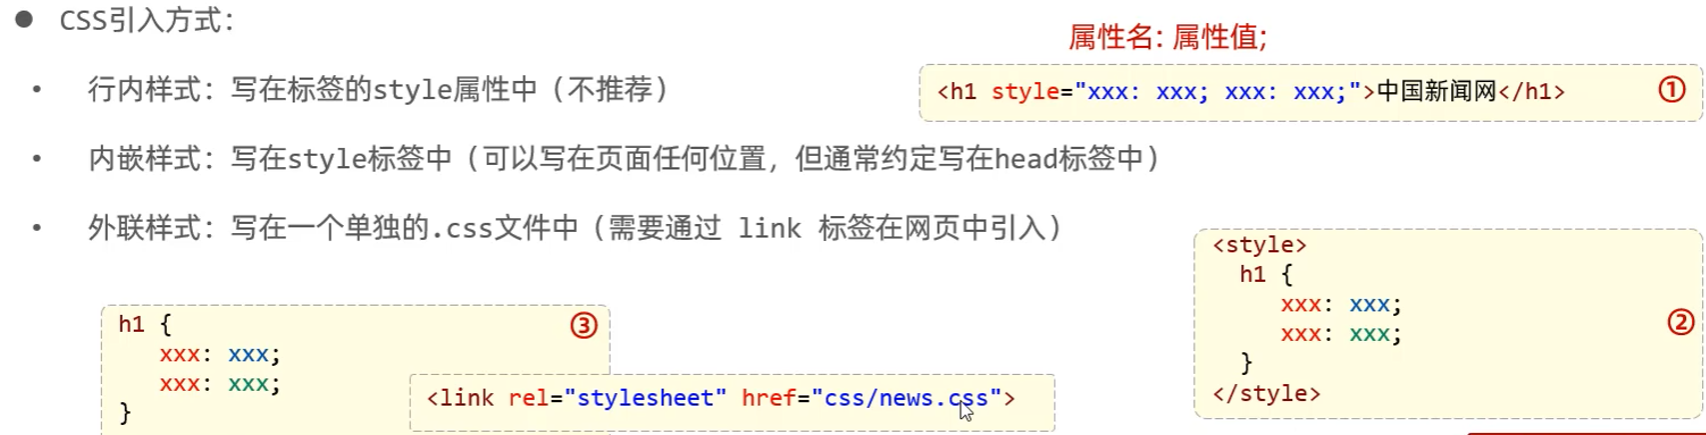 ● CSS引入方式:
属性名: 属性值;
• 行内样式: 写在标签的style属性中 (不推荐)
<h1 style="xxx: xxx; xxx: xxx;">中国新闻网</h1> ①
• 内嵌样式: 写在style标签中 (可以写在页面任何位置, 但通常约定写在head标签中)
• 外联样式: 写在一个单独的.css文件中 (需要通过 link 标签在网页中引入)
<style>
h1 {
xxx: xxx;
xxx: xxx;
②
}
</style>
h1 { ③
xxx: xxx;
xxx: xxx;
}
<link rel="stylesheet" href="css/news.css">